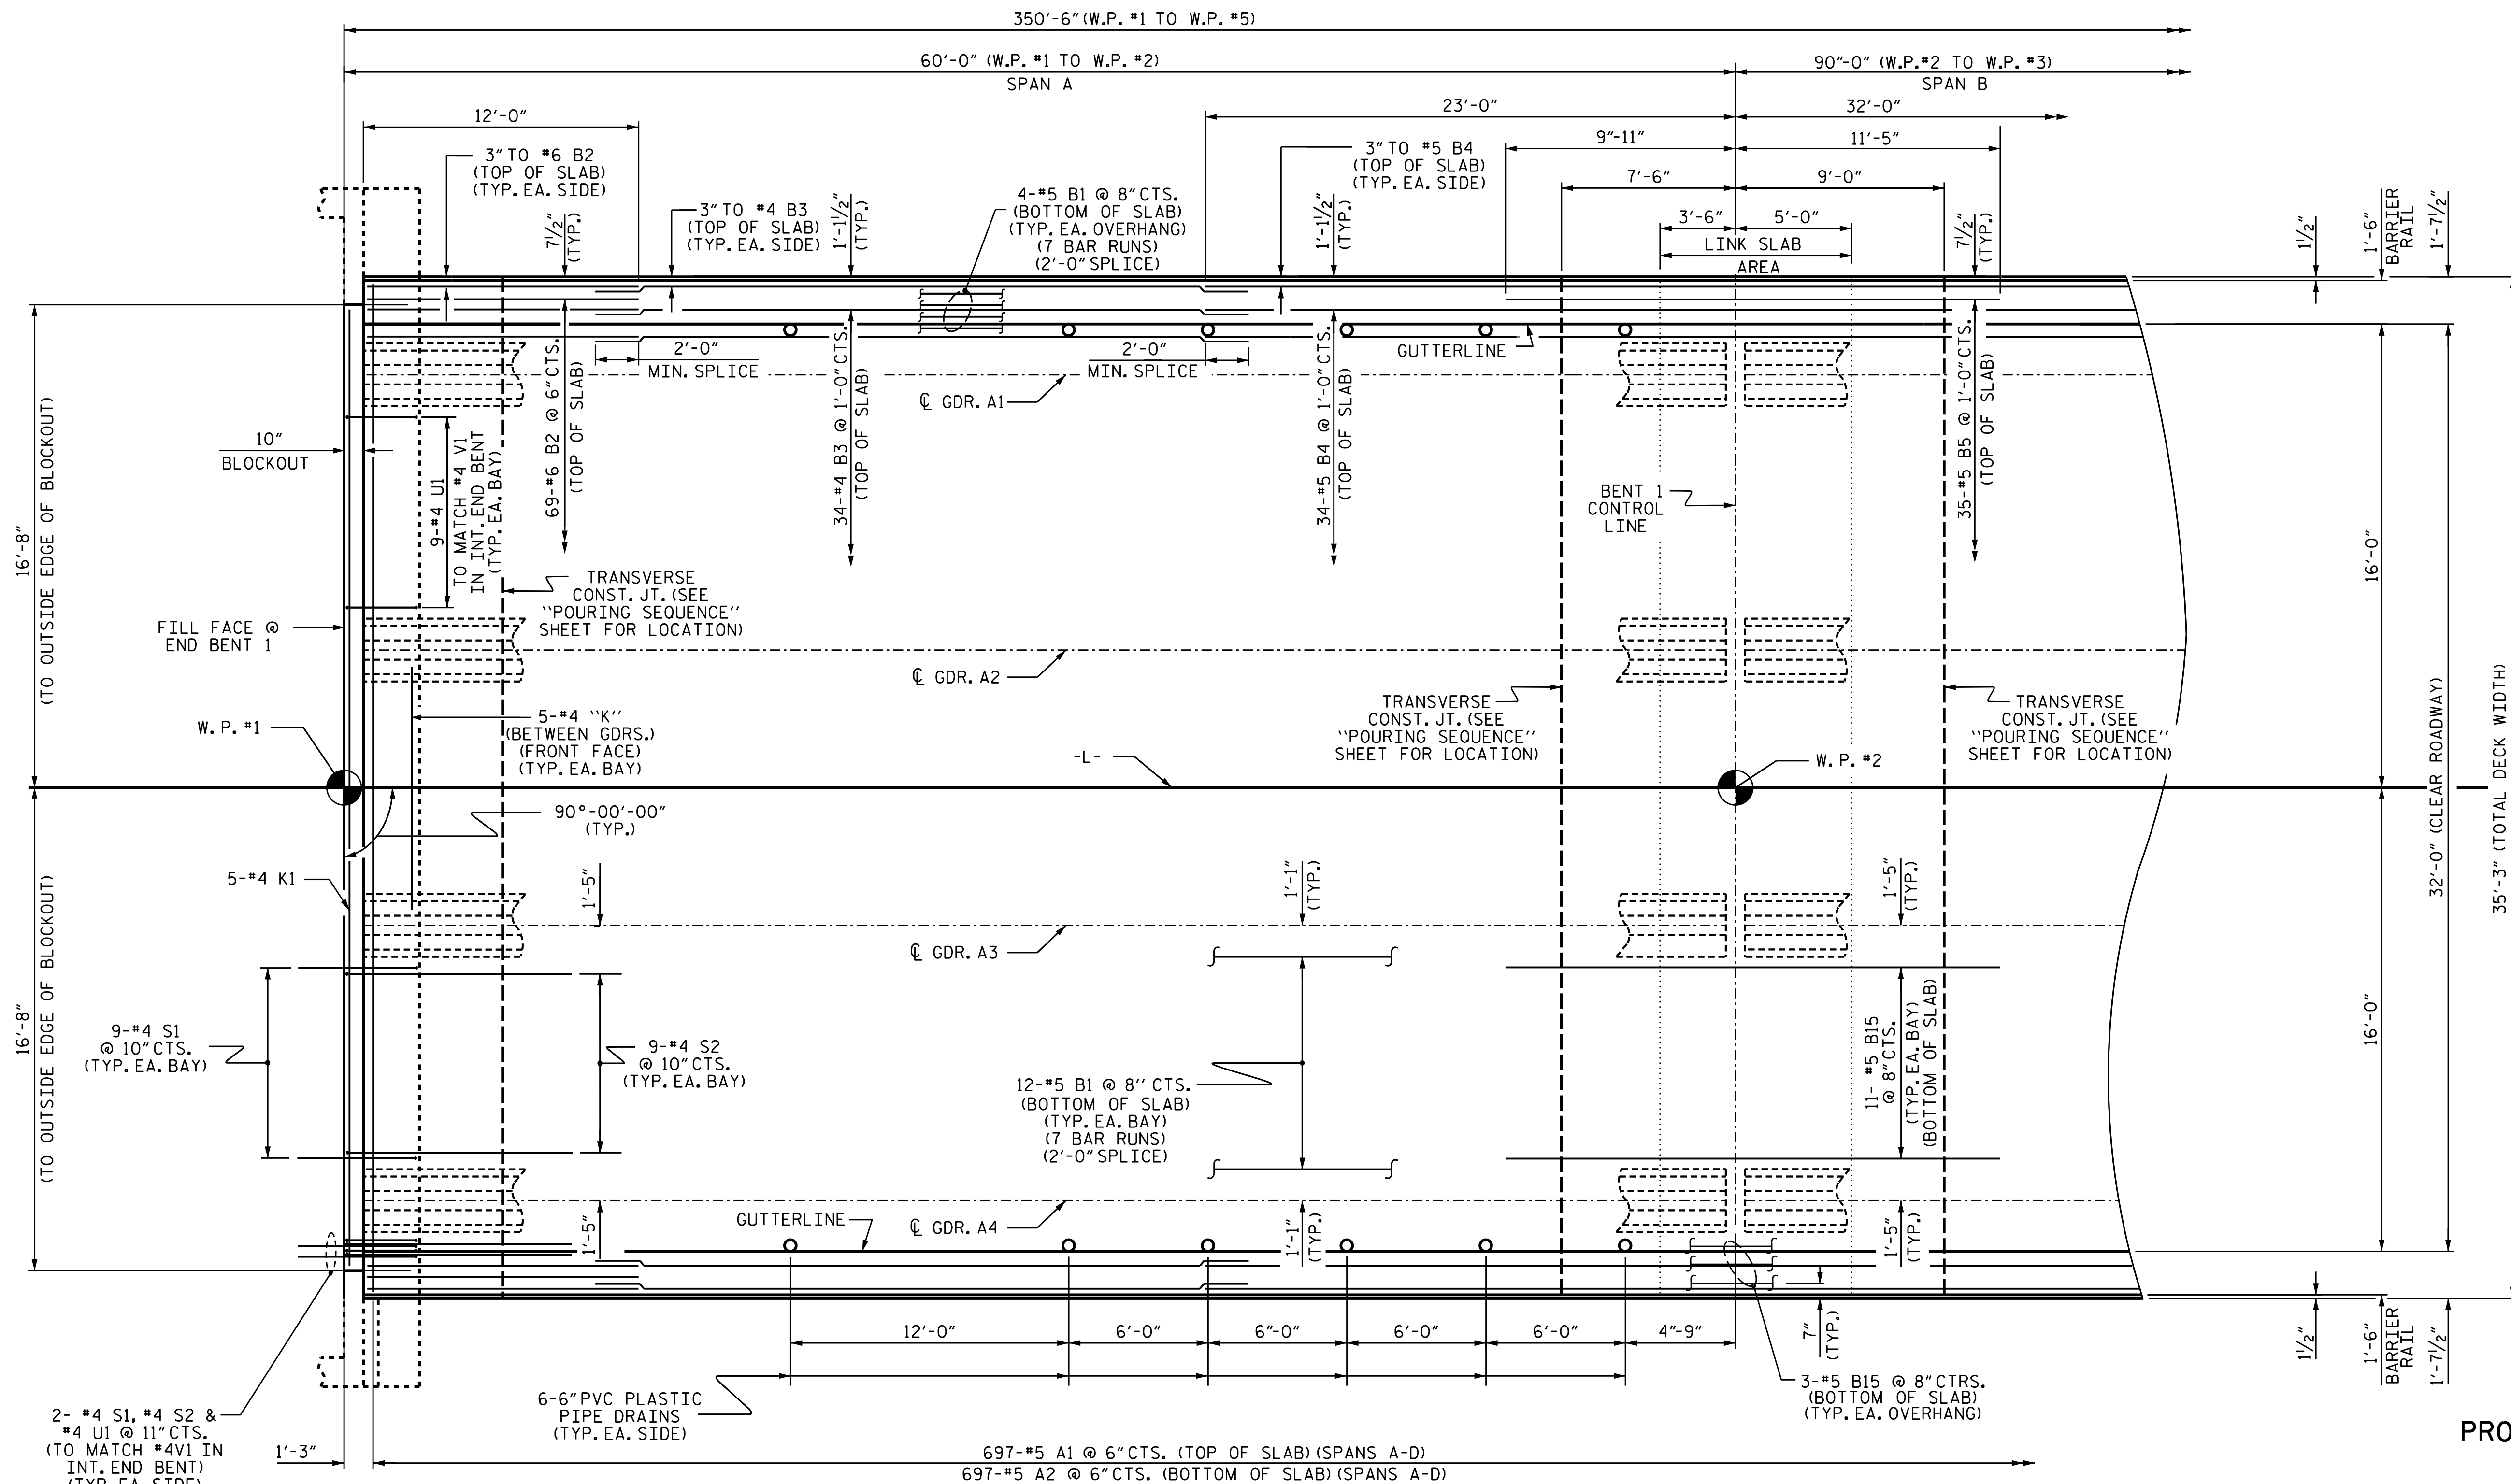 350'-6" (W.P. #1 TO W.P. #5)
60'-0" (W.P. #1 TO W.P. #2)
SPAN A
90"-0" (W.P.#2 TO W.P. #3)
SPAN B
12'-0"
23'-0"
32'-0"
9"-11"
11'-5"
7'-6"
9'-0"
3'-6"
5'-0"
LINK SLAB
AREA
3" TO #6 B2
(TOP OF SLAB)
(TYP. EA. SIDE)
7 1/2"
(TYP.)
3" TO #4 B3
(TOP OF SLAB)
(TYP. EA. SIDE)
1'-1 1/2"
(TYP.)
4-#5 B1 @ 8" CTS.
(BOTTOM OF SLAB)
(TYP. EA. OVERHANG)
(7 BAR RUNS)
(2'-0" SPLICE)
3" TO #5 B4
(TOP OF SLAB)
(TYP. EA. SIDE)
1'-1 1/2"
(TYP.)
7 1/2"
(TYP.)
1 1/2"
1'-6"
BARRIER
RAIL
1'-7 1/2"
2'-0"
MIN. SPLICE
2'-0"
MIN. SPLICE
GUTTERLINE
℄ GDR. A1
69-#6 B2 @ 6" CTS.
(TOP OF SLAB)
34-#4 B3 @ 1'-0" CTS.
(TOP OF SLAB)
34-#5 B4 @ 1'-0" CTS.
(TOP OF SLAB)
35-#5 B5 @ 1'-0" CTS.
(TOP OF SLAB)
10"
BLOCKOUT
9-#4 U1
TO MATCH #4 V1
IN INT. END BENT
(TYP. EA. BAY)
BENT 1
CONTROL
LINE
16'-8"
(TO OUTSIDE EDGE OF BLOCKOUT)
TRANSVERSE
CONST. JT. (SEE
''POURING SEQUENCE''
SHEET FOR LOCATION)
FILL FACE @
END BENT 1
℄ GDR. A2
W.P. #1
5-#4 ''K''
(BETWEEN GDRS.)
(FRONT FACE)
(TYP. EA. BAY)
-L-
TRANSVERSE
CONST. JT. (SEE
''POURING SEQUENCE''
SHEET FOR LOCATION)
W.P. #2
TRANSVERSE
CONST. JT. (SEE
''POURING SEQUENCE''
SHEET FOR LOCATION)
16'-0"
32'-0" (CLEAR ROADWAY)
35'-3" (TOTAL DECK WIDTH)
90°-00'-00"
(TYP.)
5-#4 K1
1'-5"
1'-1"
(TYP.)
1'-5"
(TYP.)
℄ GDR. A3
16'-8"
(TO OUTSIDE EDGE OF BLOCKOUT)
9-#4 S1
@ 10" CTS.
(TYP. EA. BAY)
9-#4 S2
@ 10" CTS.
(TYP. EA. BAY)
12-#5 B1 @ 8'' CTS.
(BOTTOM OF SLAB)
(TYP. EA. BAY)
(7 BAR RUNS)
(2'-0" SPLICE)
11- #5 B15
@ 8" CTS.
(TYP. EA. BAY)
(BOTTOM OF SLAB)
16'-0"
1'-5"
GUTTERLINE
℄ GDR. A4
1'-1"
(TYP.)
1'-5"
(TYP.)
12'-0"
6'-0"
6"-0"
6'-0"
6'-0"
4"-9"
7"
(TYP.)
1 1/2"
1'-6"
BARRIER
RAIL
1'-7 1/2"
6-6" PVC PLASTIC
PIPE DRAINS
(TYP. EA. SIDE)
3-#5 B15 @ 8" CTRS.
(BOTTOM OF SLAB)
(TYP. EA. OVERHANG)
2- #4 S1, #4 S2 &
#4 U1 @ 11" CTS.
(TO MATCH #4V1 IN
INT. END BENT)
(TYP. EA. SIDE)
1'-3"
697-#5 A1 @ 6" CTS. (TOP OF SLAB) (SPANS A-D)
697-#5 A2 @ 6" CTS. (BOTTOM OF SLAB) (SPANS A-D)
PRO